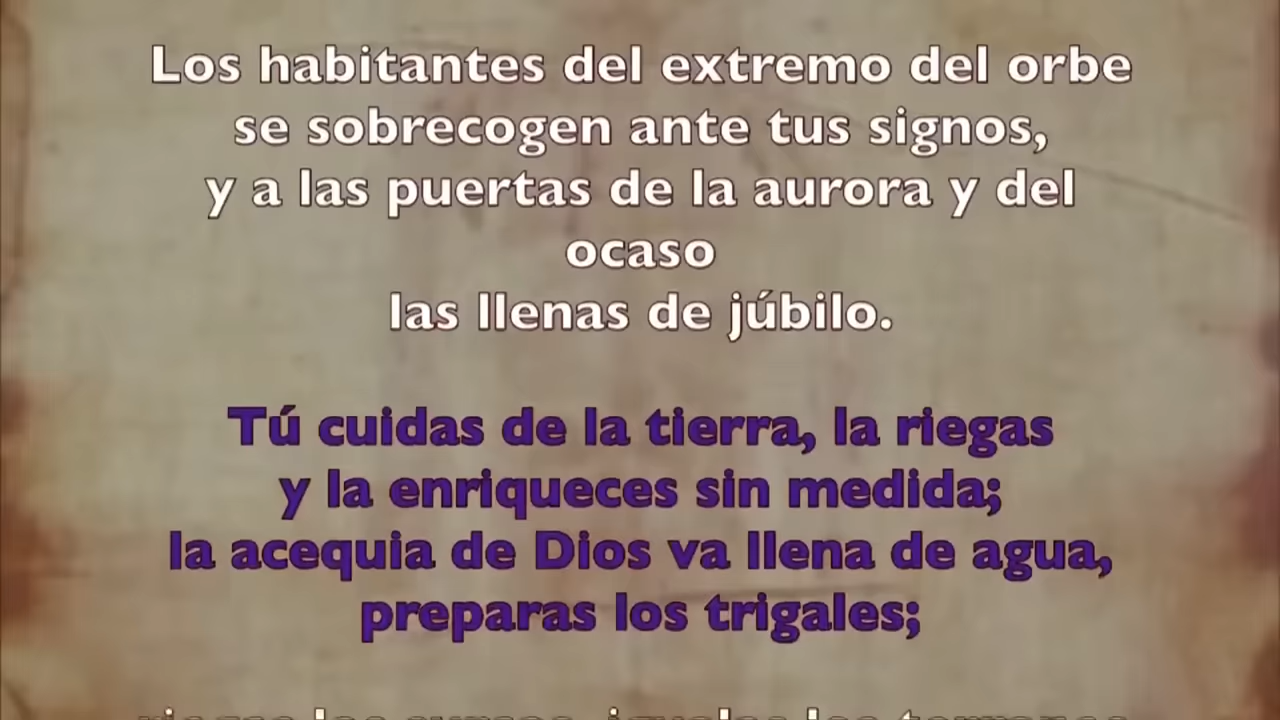 Los habitantes del extremo del orbe
se sobrecogen ante tus signos,
y a las puertas de la aurora y del
ocaso
las llenas de júbilo.
Tú cuidas de la tierra, la riegas
y la enriqueces sin medida;
la acequia de Dios va llena de agua,
preparas los trigales;